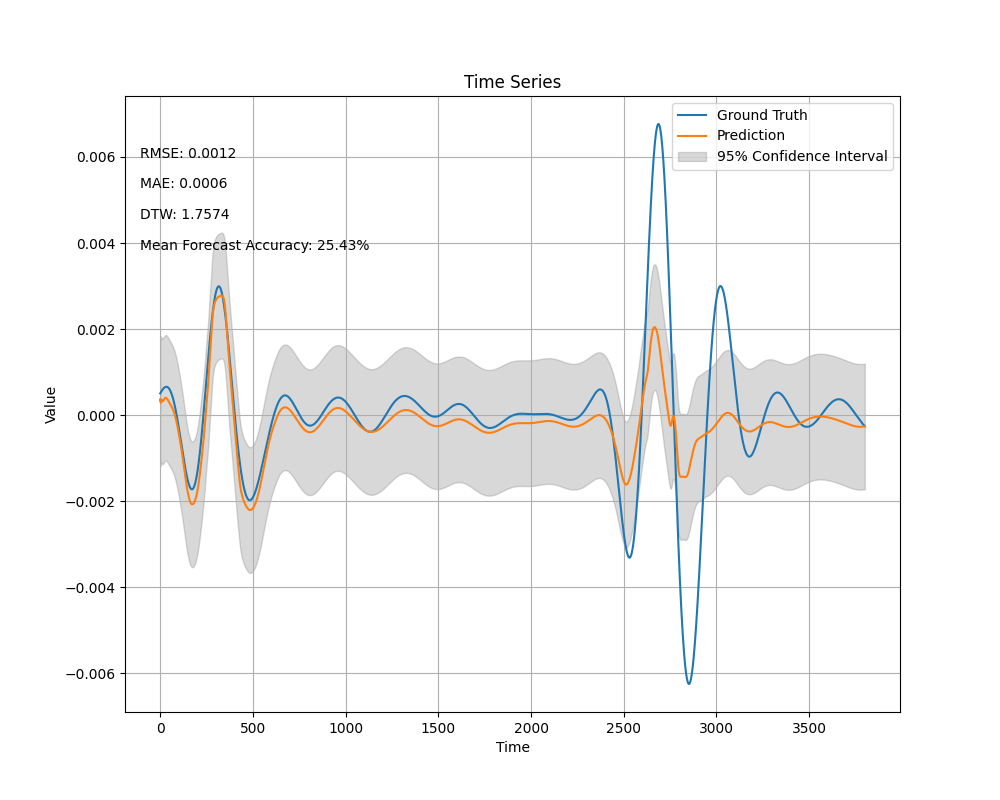 Time Series
Ground Truth
Prediction
95% Confidence Interval
RMSE: 0.0012
MAE: 0.0006
DTW: 1.7574
Mean Forecast Accuracy: 25.43%
Value
0.006
0.004
0.002
0.000
−0.002
−0.004
−0.006
0 500 1000 1500 2000 2500 3000 3500
Time